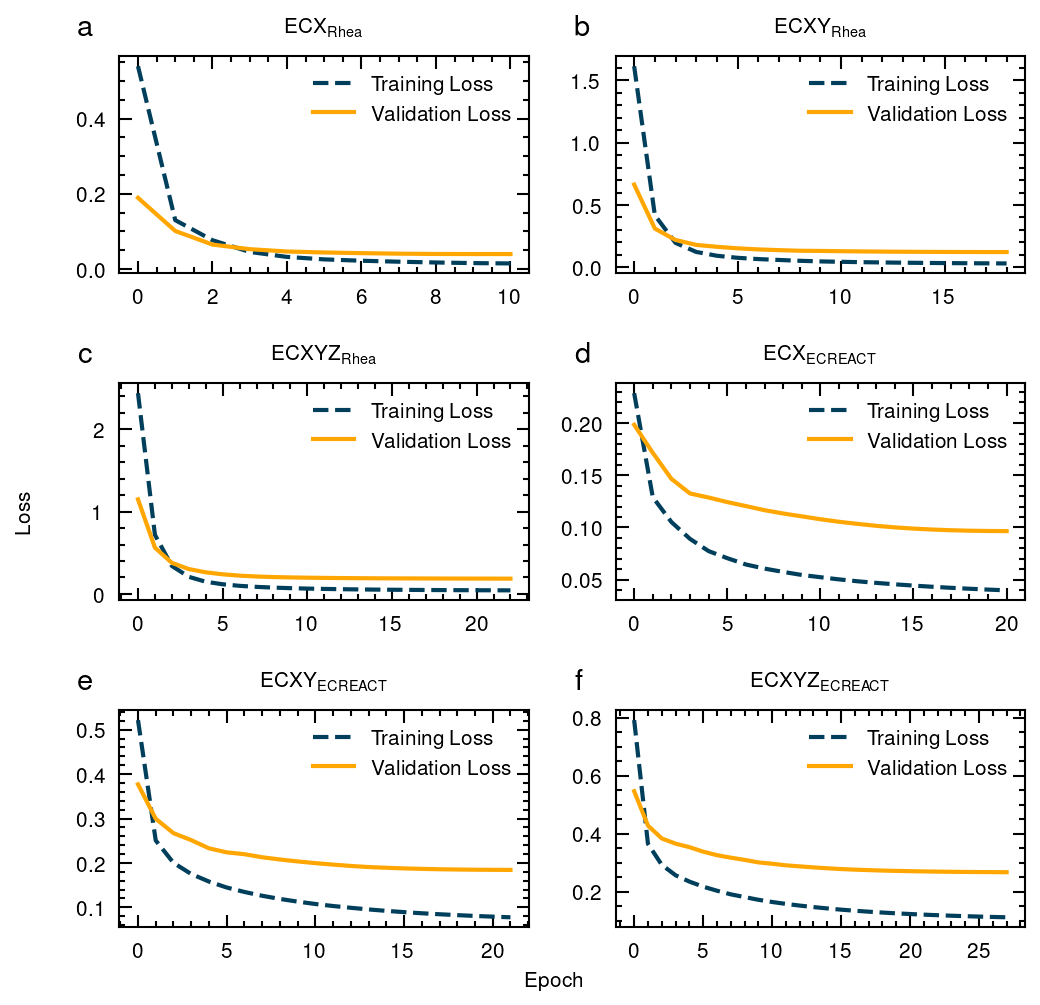 a
ECX_Rhea
Training Loss
Validation Loss
0.4
0.2
0.0
0 2 4 6 8 10
b
ECXY_Rhea
Training Loss
Validation Loss
1.5
1.0
0.5
0.0
0 5 10 15
c
ECXYZ_Rhea
Training Loss
Validation Loss
2
1
0
0 5 10 15 20
d
ECX_ECREACT
Training Loss
Validation Loss
0.20
0.15
0.10
0.05
0 5 10 15 20
Loss
e
ECXY_ECREACT
Training Loss
Validation Loss
0.5
0.4
0.3
0.2
0.1
0 5 10 15 20
f
ECXYZ_ECREACT
Training Loss
Validation Loss
0.8
0.6
0.4
0.2
0 5 10 15 20 25
Epoch